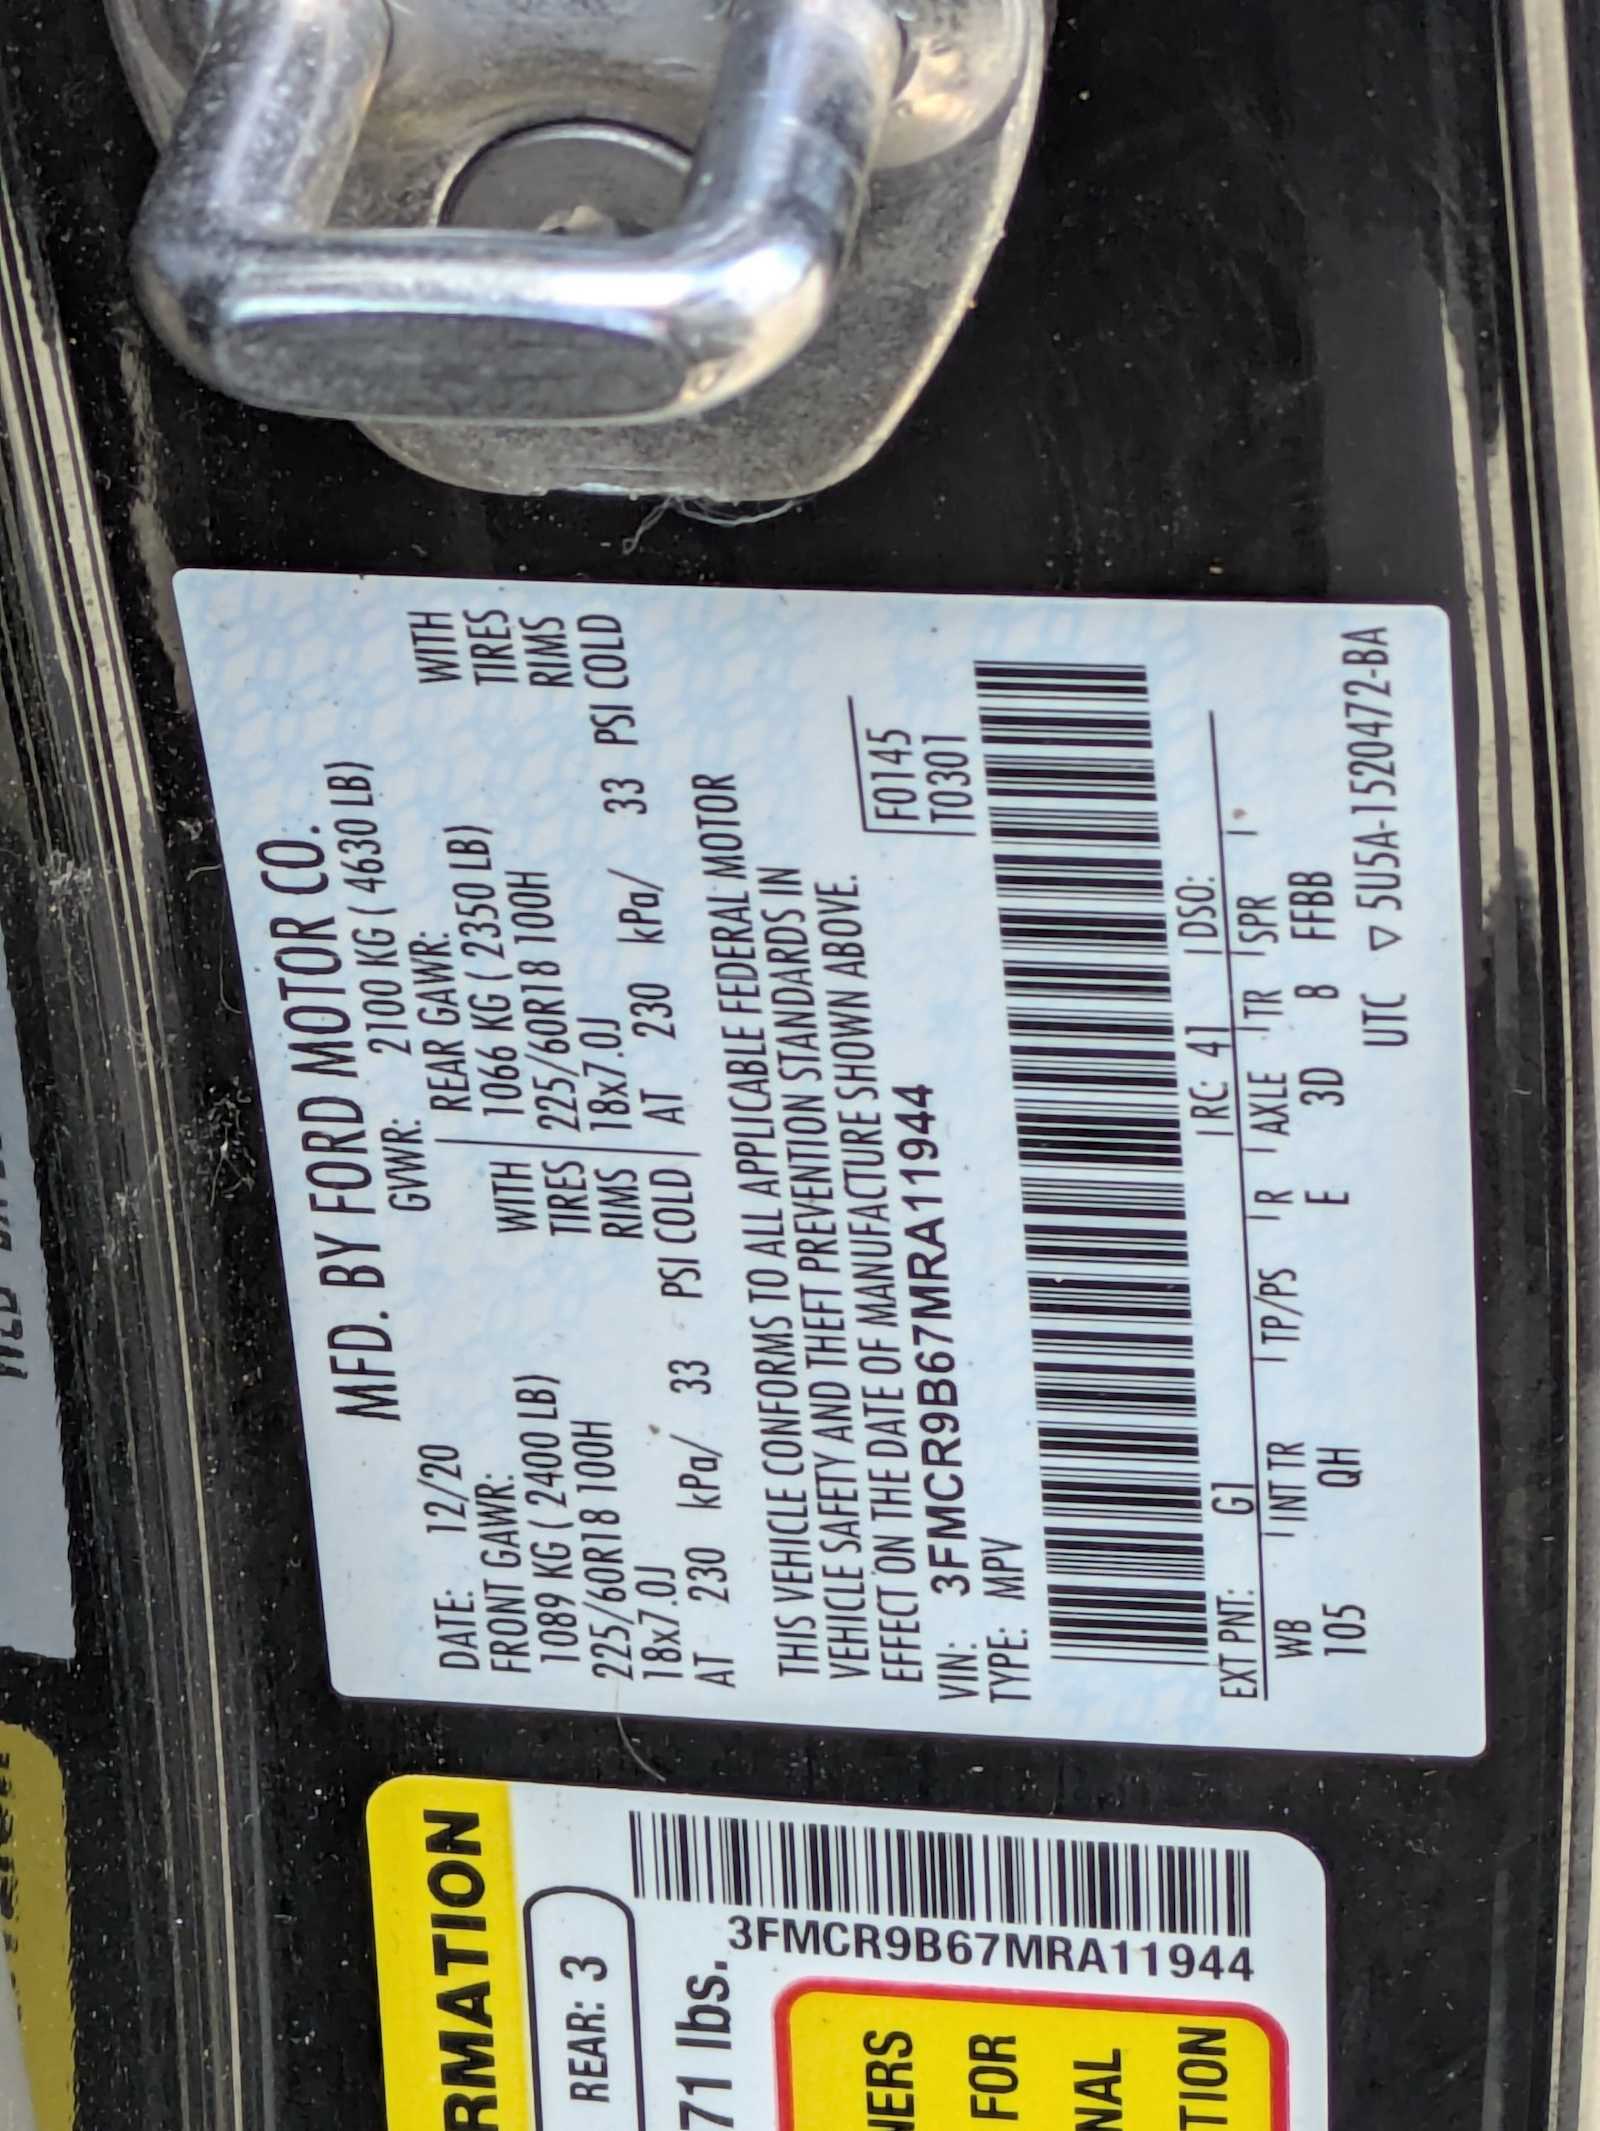 MFD. BY FORD MOTOR CO.
DATE: 12/20 GVWR: 2100 KG ( 4630 LB)
FRONT GAWR: REAR GAWR:
1089 KG ( 2400 LB) WITH 1066 KG ( 2350 LB) WITH
225/60R18 100H TIRES 225/60R18 100H TIRES
18x7.0J RIMS 18x7.0J RIMS
AT 230 kPa/ 33 PSI COLD AT 230 kPa/ 33 PSI COLD
THIS VEHICLE CONFORMS TO ALL APPLICABLE FEDERAL MOTOR
VEHICLE SAFETY AND THEFT PREVENTION STANDARDS IN
EFFECT ON THE DATE OF MANUFACTURE SHOWN ABOVE.
VIN: 3FMCR9B67MRA11944 F0145
TYPE: MPV T0301
EXT PNT: G1 RC: 41 DSO:
WB INT TR TP/PS R AXLE TR SPR
105 QH E 3D 8 FFBB
UTC ▽ 5U5A-1520472-BA
RMATION
REAR: 3
71 lbs.
3FMCR9B67MRA11944
NERS
FOR
NAL
TION